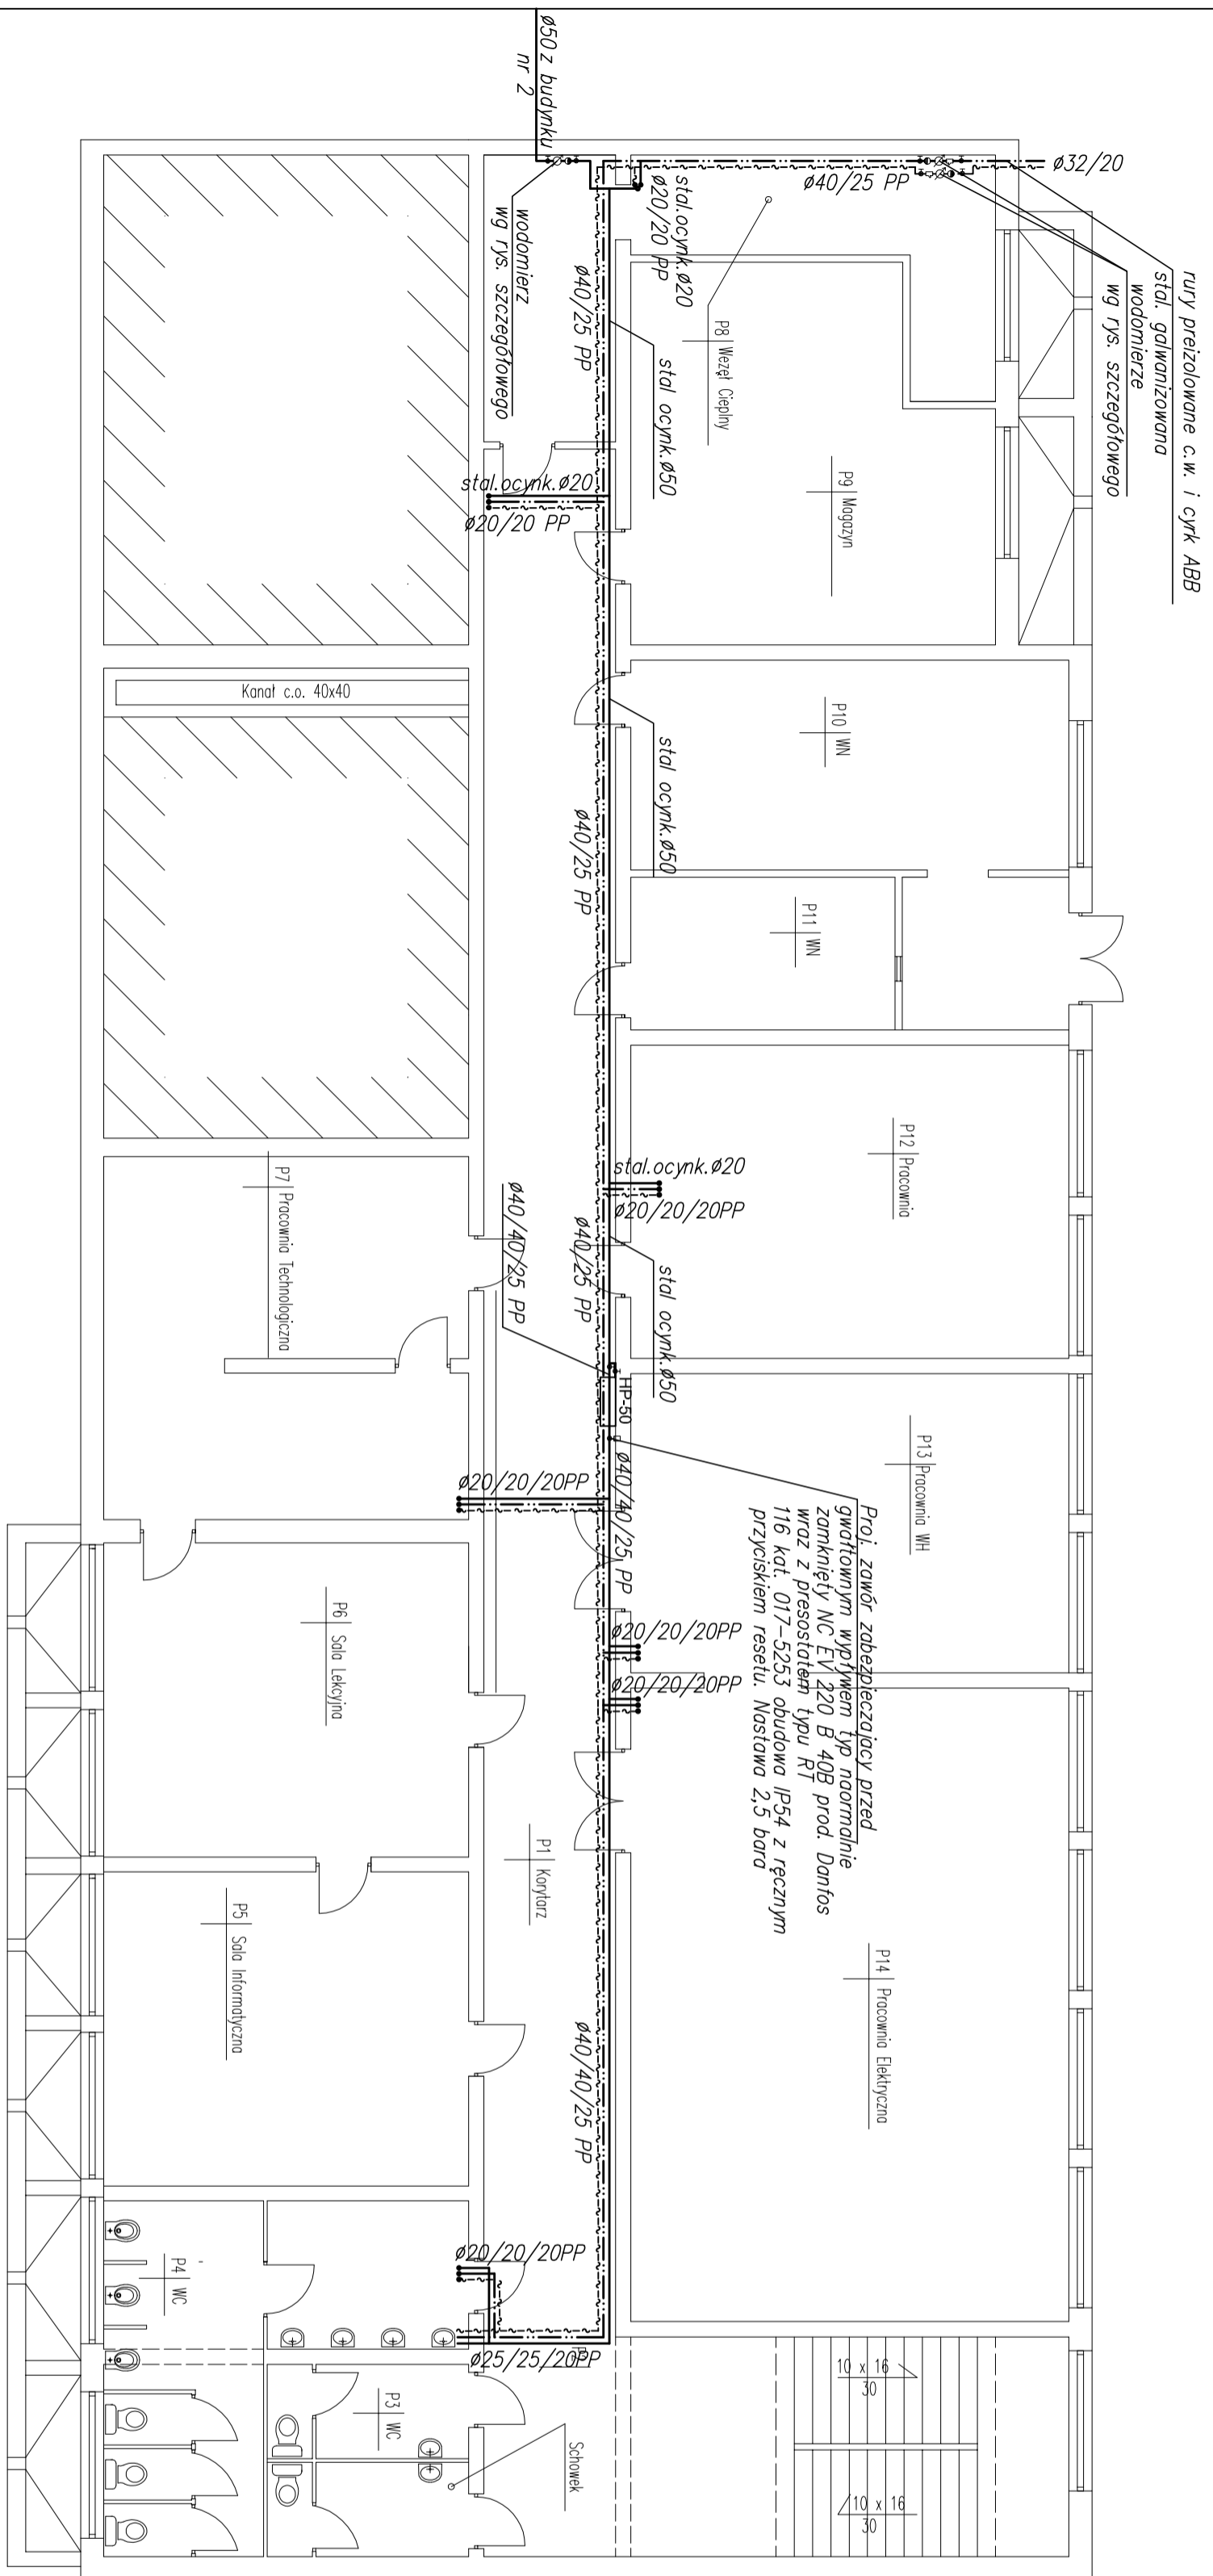 ø50 z budynku
nr 2
ø32/20
ø40/25 PP
stal.ocynk.ø20
ø20/20 PP
rury preizolowane c.w. i cyrk ABB
stal. galwanizowana
wodomierze
wg rys. szczegółowego
wodomierz
wg rys. szczegółowego
P8 Wezęł Cieplny
ø40/25 PP
stal ocynk.ø50
P9 Magazyn
stal.ocynk.ø20
ø20/20 PP
Kanał c.o. 40x40
P10 WN
stal ocynk.ø50
ø40/25 PP
P11 WN
P12 Pracownia
stal.ocynk.ø20
ø20/20/20PP
P7 Pracownia Technologiczna
ø40/40/25 PP
ø40/25 PP
stal ocynk.ø50
HP-50
P13 Pracownia WH
ø40/40/25 PP
ø20/20/20PP
Proj. zawór zabezpieczający przed
gwałtownym wypływem typ naormalnie
zamknięty NC EV 220 B 40B prod. Danfos
wraz z presostatem typu RT
116 kat. 017-5253 obudowa IP54 z ręcznym
przyciskiem resetu. Nastawa 2,5 bara
ø20/20/20PP
ø20/20/20PP
P6 Sala Lekcyjna
P1 Korytarz
P5 Sala Informatyczna
P14 Pracownia Elektryczna
ø40/40/25 PP
ø20/20/20PP
P4 WC
ø25/25/20PP
P3 WC
Schowek
10 x 16
30
10 x 16
30